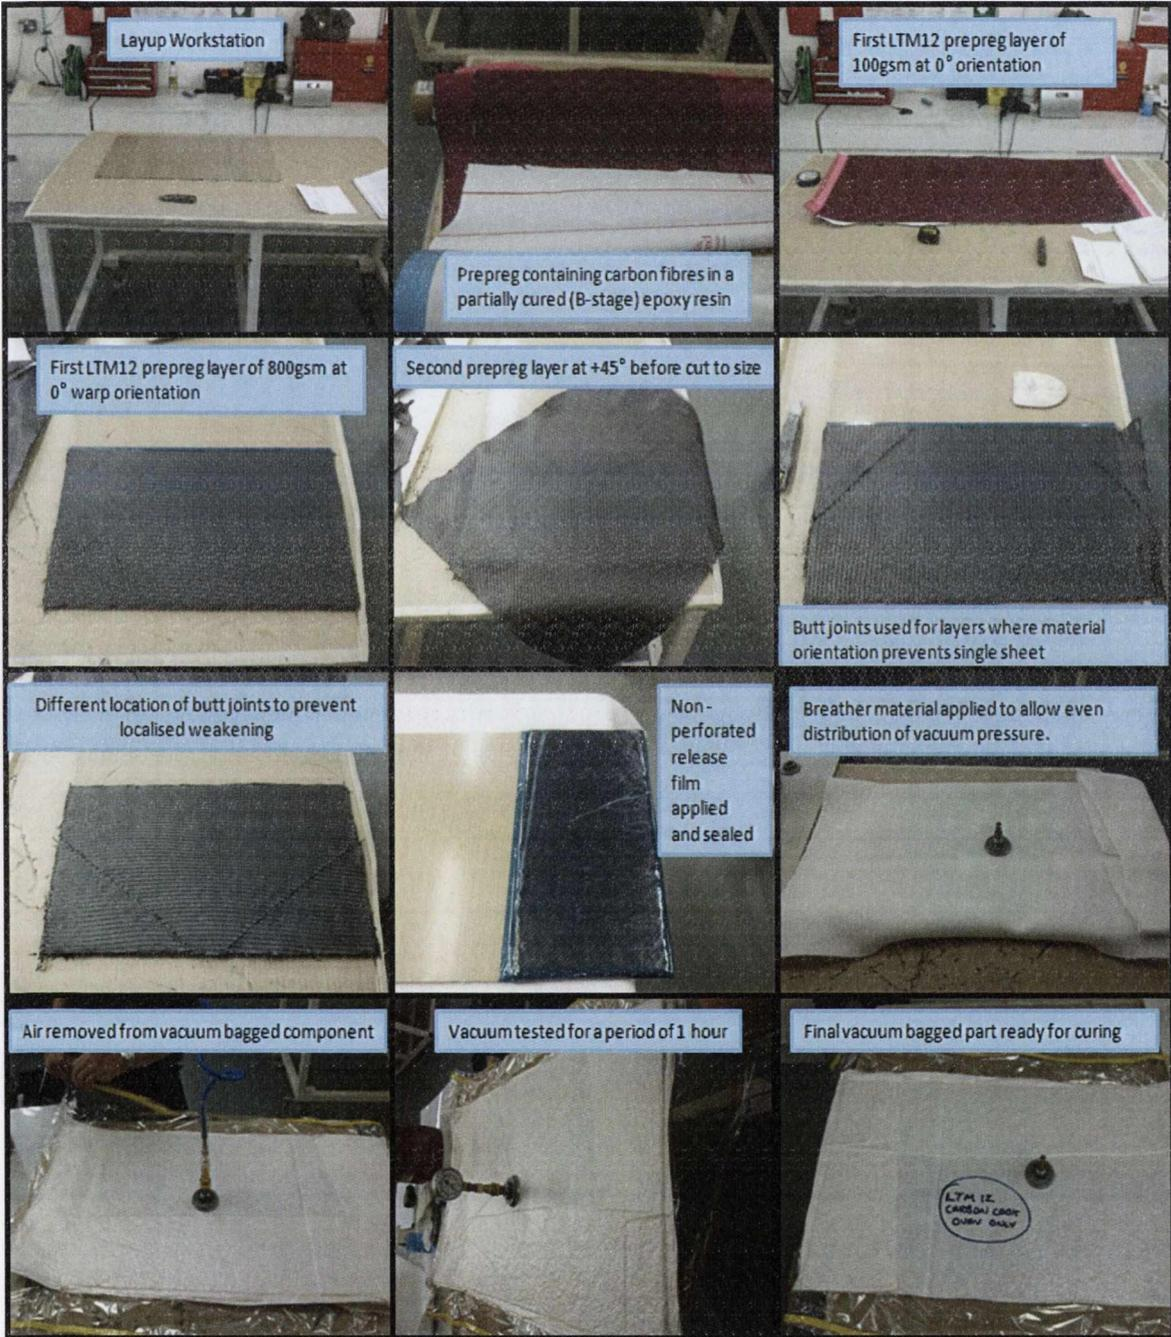 Layup Workstation
Prepreg containing carbon fibres in a
partially cured (B-stage) epoxy resin
First LTM12 prepreg layer of
100gsm at 0° orientation
First LTM12 prepreg layer of 800gsm at
0° warp orientation
Second prepreg layer at +45° before cut to size
Butt joints used for layers where material
orientation prevents single sheet
Different location of butt joints to prevent
localised weakening
Non-
perforated
release
film
applied
and sealed
Breather material applied to allow even
distribution of vacuum pressure.
Air removed from vacuum bagged component
Vacuum tested for a period of 1 hour
Final vacuum bagged part ready for curing
LTM 12
CARBON COOK
OVEN ONLY